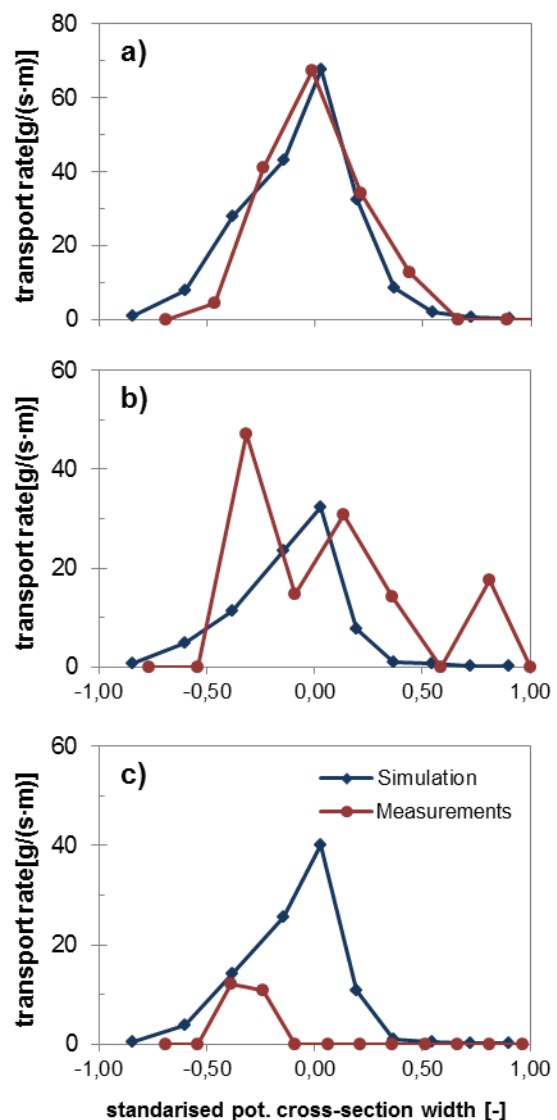 80
a)
60
40
20
0
transport rate[g/(s·m)]
60
b)
40
20
0
transport rate[g/(s·m)]
-1,00 -0,50 0,00 0,50 1,00
60
c)
Simulation
Measurements
40
20
0
transport rate[g/(s·m)]
-1,00 -0,50 0,00 0,50 1,00
standarised pot. cross-section width [-]